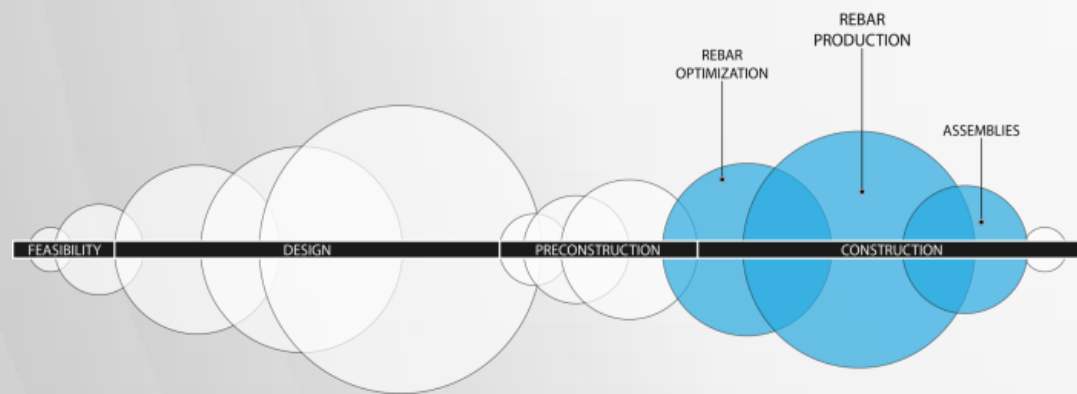 REBAR
PRODUCTION
REBAR
OPTIMIZATION
ASSEMBLIES
FEASIBILITY
DESIGN
PRECONSTRUCTION
CONSTRUCTION